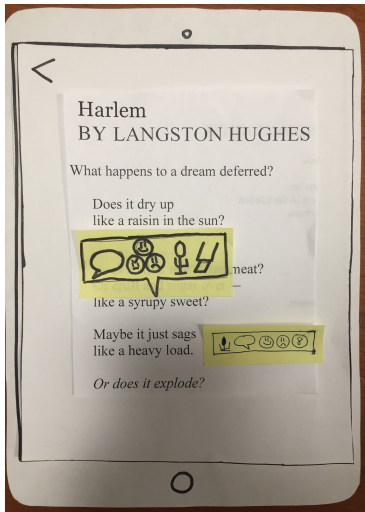 Harlem
BY LANGSTON HUGHES
What happens to a dream deferred?
Does it dry up
like a raisin in the sun?
meat?
like a syrupy sweet?
Maybe it just sags
like a heavy load.
Or does it explode?